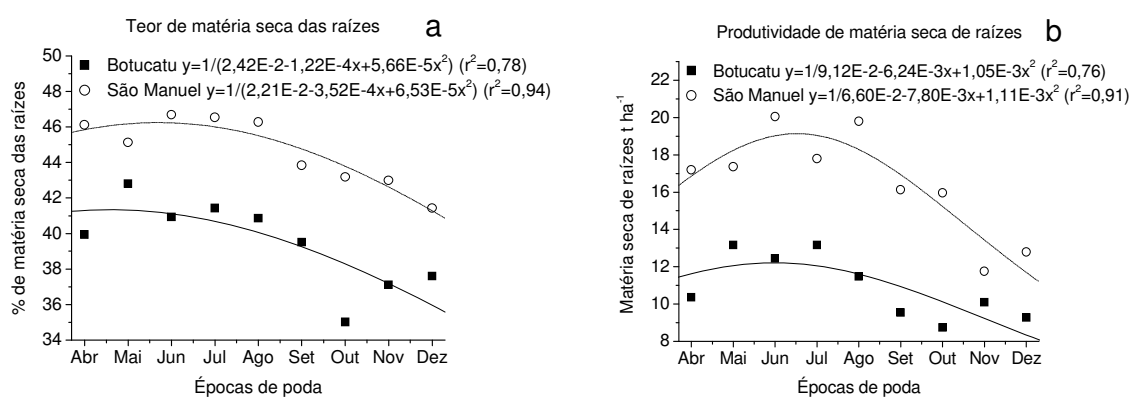 Teor de matéria seca das raízes
a
Botucatu y=1/(2,42E-2-1,22E-4x+5,66E-5x²) (r²=0,78)
São Manuel y=1/(2,21E-2-3,52E-4x+6,53E-5x²) (r²=0,94)
% de matéria seca das raízes
50
48
46
44
42
40
38
36
34
Abr Mai Jun Jul Ago Set Out Nov Dez
Épocas de poda
Produtividade de matéria seca de raízes
b
Botucatu y=1/9,12E-2-6,24E-3x+1,05E-3x² (r²=0,76)
São Manuel y=1/6,60E-2-7,80E-3x+1,11E-3x² (r²=0,91)
Matéria seca de raízes t ha⁻¹
22
20
18
16
14
12
10
8
Abr Mai Jun Jul Ago Set Out Nov Dez
Épocas de poda